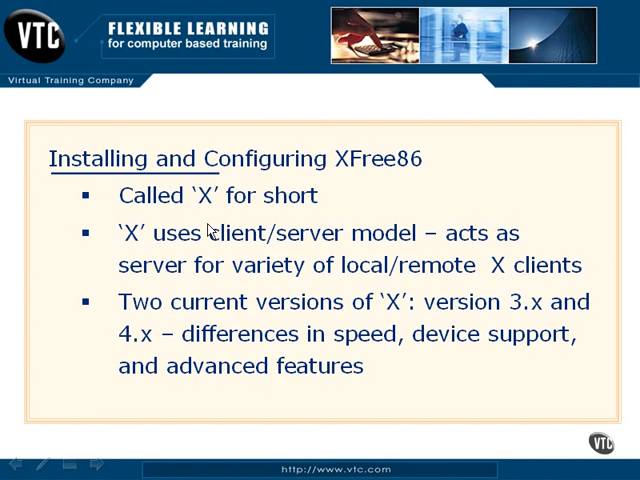 VTC
FLEXIBLE LEARNING
for computer based training
Virtual Training Company
Installing and Configuring XFree86
▪ Called ‘X’ for short
▪ ‘X’ uses client/server model – acts as
server for variety of local/remote X clients
▪ Two current versions of ‘X’: version 3.x and
4.x – differences in speed, device support,
and advanced features
VTC
http://www.vtc.com